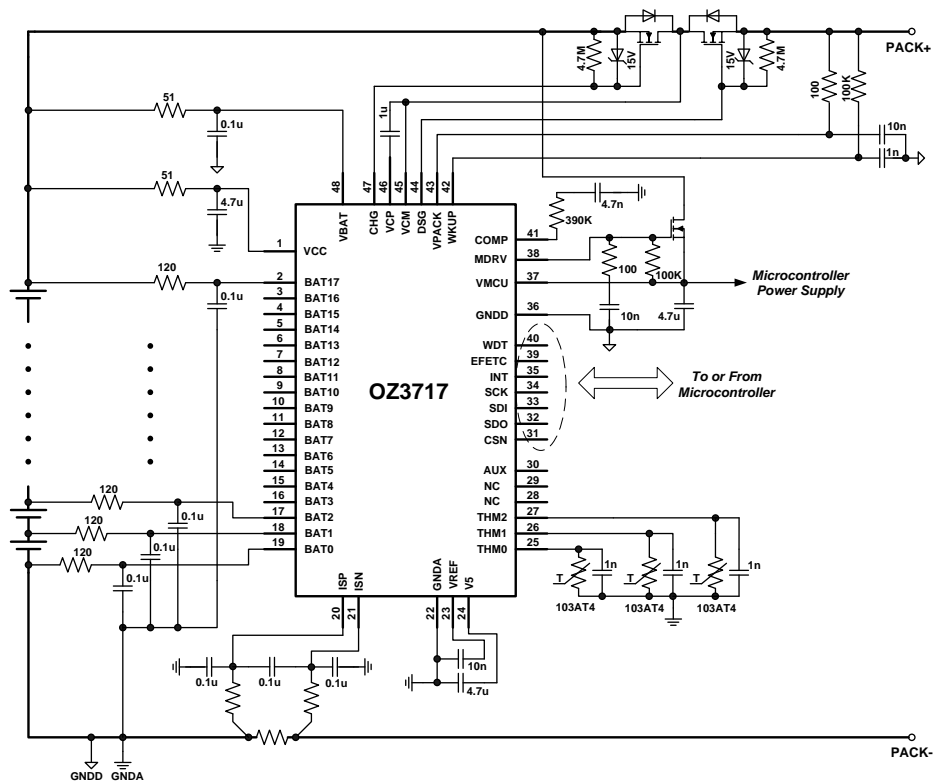 PACK+
4.7M
15V
15V
4.7M
100
100K
51
0.1u
1u
10n
1n
51
4.7u
48
47
46
45
44
43
42
VBAT
CHG
VCP
VCM
DSG
VPACK
WKUP
390K
4.7n
1
VCC
COMP
41
MDRV
38
120
2
BAT17
VMCU
37
100
100K
Microcontroller
Power Supply
0.1u
3
BAT16
4
BAT15
GNDD
36
10n
4.7u
5
BAT14
6
BAT13
WDT
40
7
BAT12
EFETC
39
8
BAT11
INT
35
9
BAT10
OZ3717
SCK
34
To or From
Microcontroller
10
BAT9
SDI
33
11
BAT8
SDO
32
12
BAT7
CSN
31
13
BAT6
14
BAT5
AUX
30
15
BAT4
NC
29
16
BAT3
NC
28
120
17
BAT2
THM2
27
120
0.1u
18
BAT1
THM1
26
120
0.1u
19
BAT0
THM0
25
0.1u
T
1n
T
1n
T
1n
103AT4
103AT4
103AT4
ISP
ISN
GNDA
VREF
V5
20
21
22
23
24
0.1u
0.1u
0.1u
10n
4.7u
PACK-
GNDD
GNDA